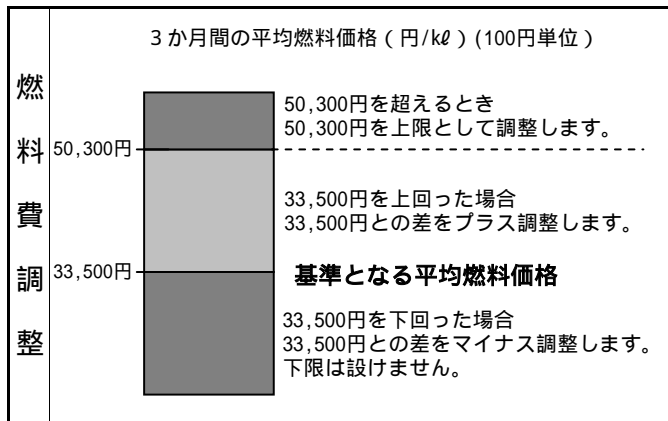 燃料費調整
3か月間の平均燃料価格(円/kℓ)(100円単位)
50,300円を超えるとき
50,300円を上限として調整します。
50,300円
33,500円を上回った場合
33,500円との差をプラス調整します。
33,500円
基準となる平均燃料価格
33,500円を下回った場合
33,500円との差をマイナス調整します。
下限は設けません。